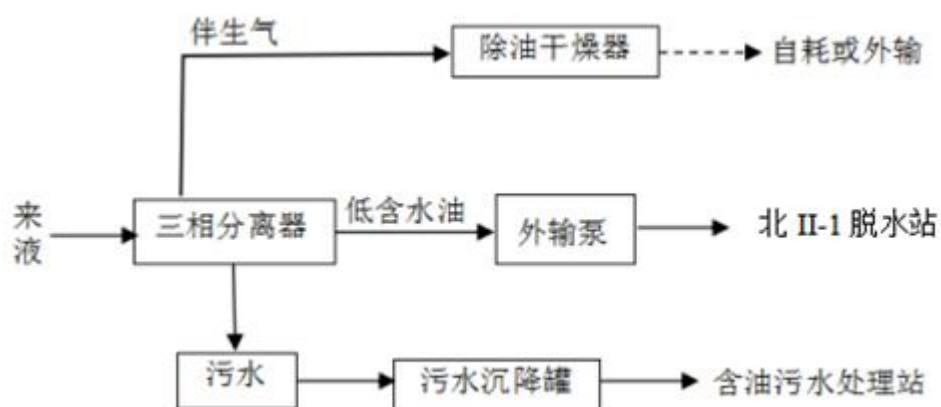 伴生气
除油干燥器
自耗或外输
来液
三相分离器
低含水油
外输泵
北 II-1 脱水站
污水
污水沉降罐
含油污水处理站